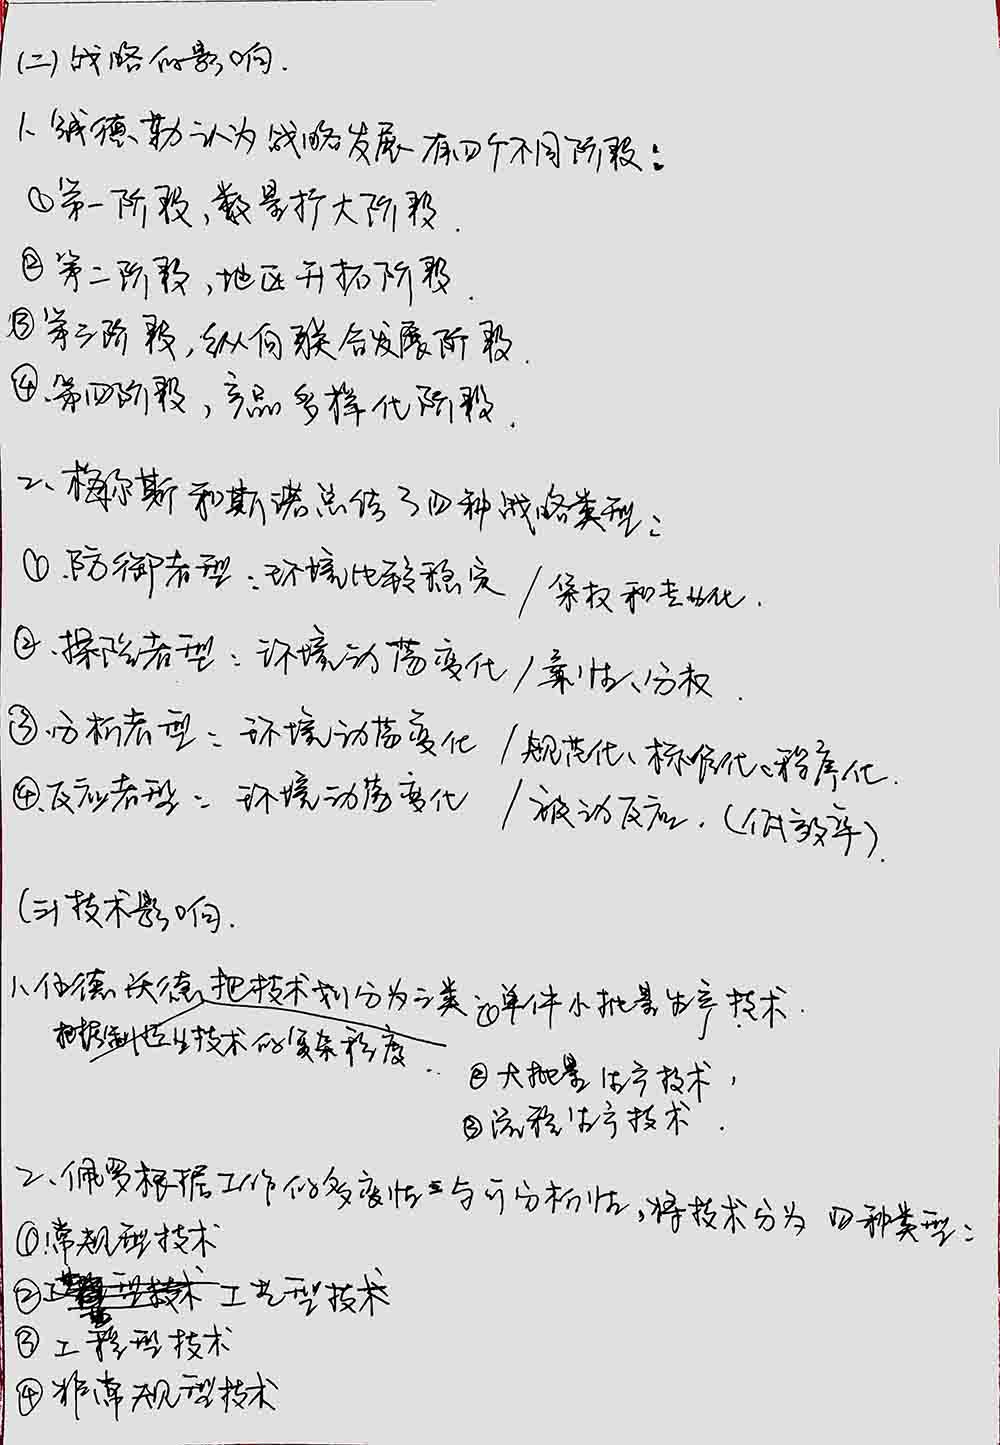 (二)战略的影响.
1、钱德勒认为战略发展有四个不同阶段：
①第一阶段,数量扩大阶段.
②第二阶段,地区开拓阶段.
③第三阶段,纵向联合发展阶段.
④.第四阶段,产品多样化阶段.
2、梅尔斯和斯诺总结了四种战略类型：
①.防御者型：环境比较稳定 / 集权和专业化.
②.探险者型：环境动荡变化 / 柔性、分权.
③.分析者型：环境动荡变化 / 规范化、标准化、程序化.
④.反应者型：环境动荡变化 / 被动反应.(低效率).
(三)技术影响.
1、伍德沃德把技术划分为三类：①单件小批量生产技术.
根据制造业技术的复杂程度.
②大批量生产技术,
③流程生产技术.
2、佩罗根据工作的多变性与可分析性,将技术分为四种类型：
①常规型技术
②工艺型技术
③工程型技术
④非常规型技术